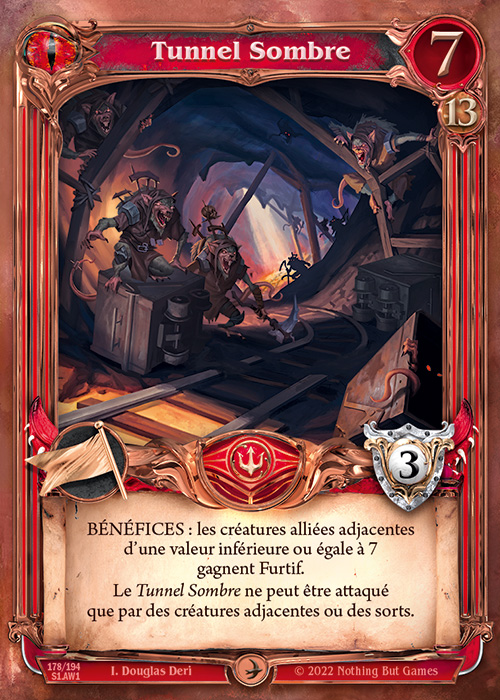 Tunnel Sombre
7
13
3
BÉNÉFICES : les créatures alliées adjacentes
d'une valeur inférieure ou égale à 7
gagnent Furtif.
Le Tunnel Sombre ne peut être attaqué
que par des créatures adjacentes ou des sorts.
178/194
S1.AW1
I. Douglas Deri
© 2022 Nothing But Games